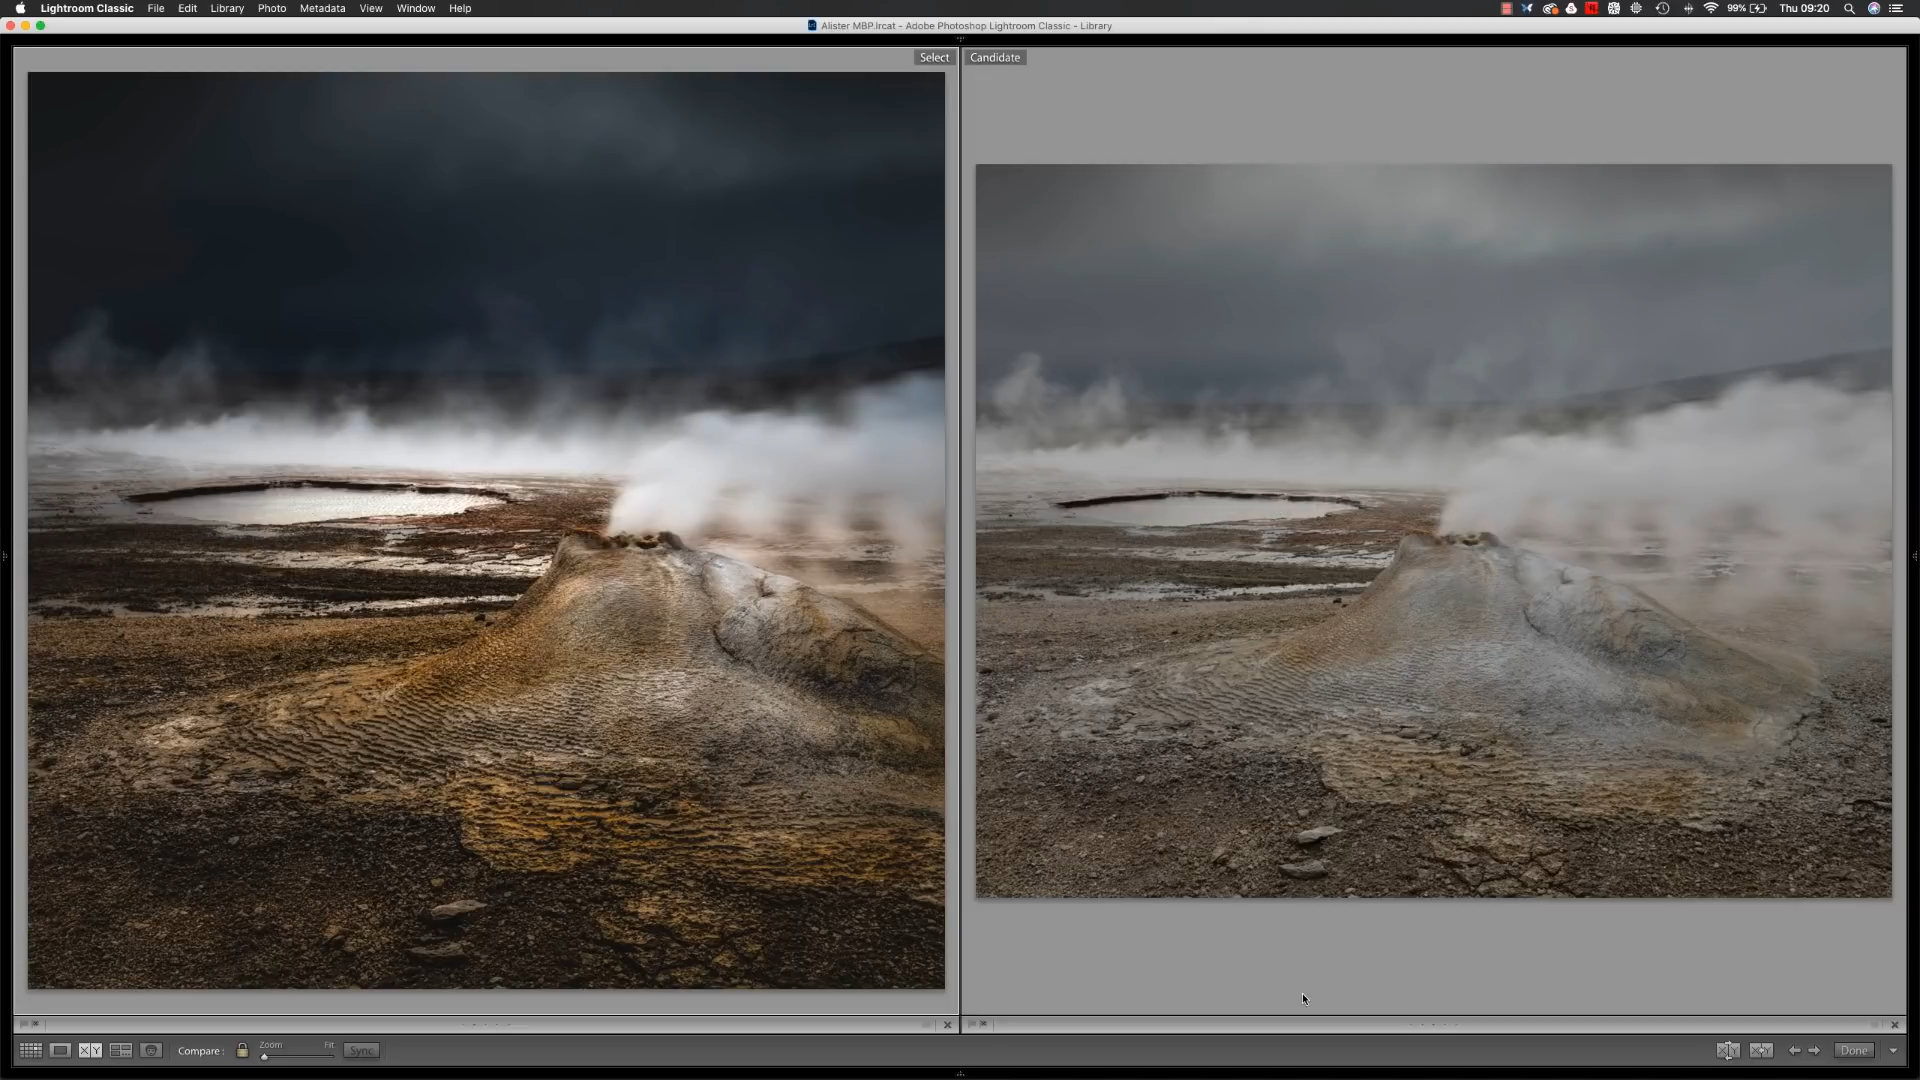 Lightroom Classic File Edit Library Photo Metadata View Window Help 99% Thu 09:20
Alister MBP.lrcat - Adobe Photoshop Lightroom Classic - Library
Select
Candidate
XY Compare : Zoom Fit Sync
Done